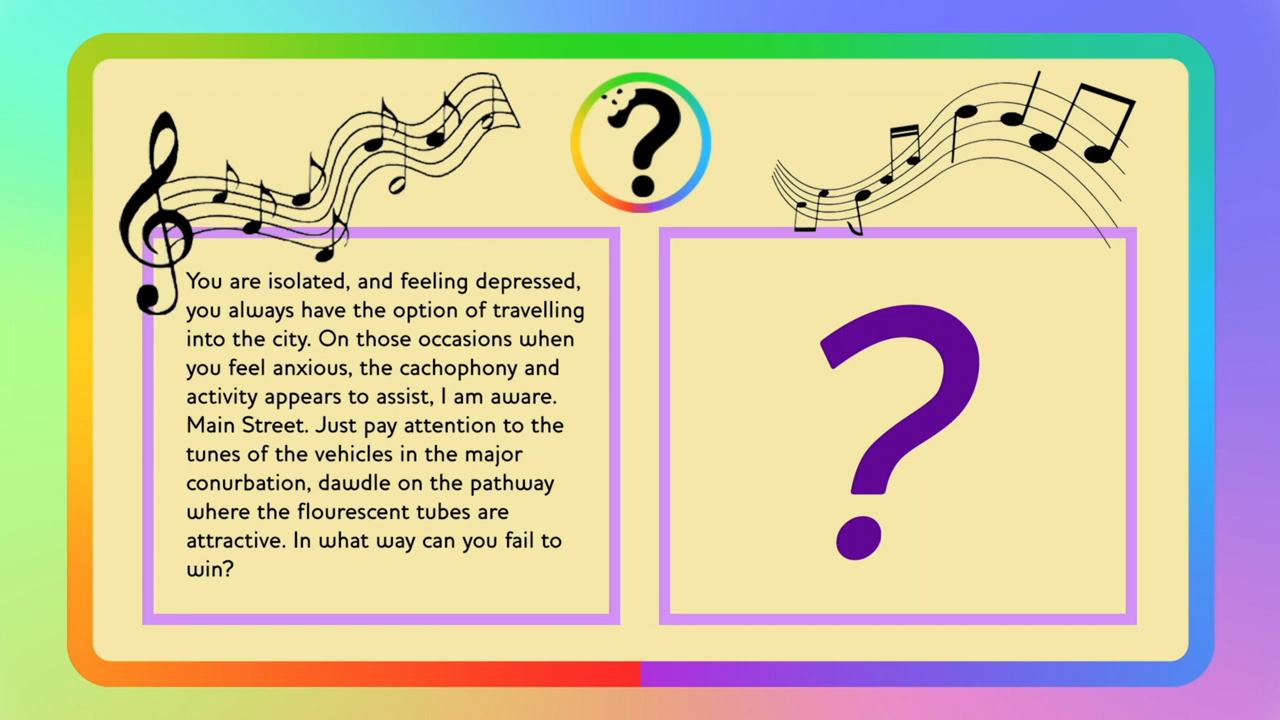 You are isolated, and feeling depressed,
you always have the option of travelling
into the city. On those occasions when
you feel anxious, the cachophony and
activity appears to assist, I am aware.
Main Street. Just pay attention to the
tunes of the vehicles in the major
conurbation, dawdle on the pathway
where the flourescent tubes are
attractive. In what way can you fail to
win?
?
?